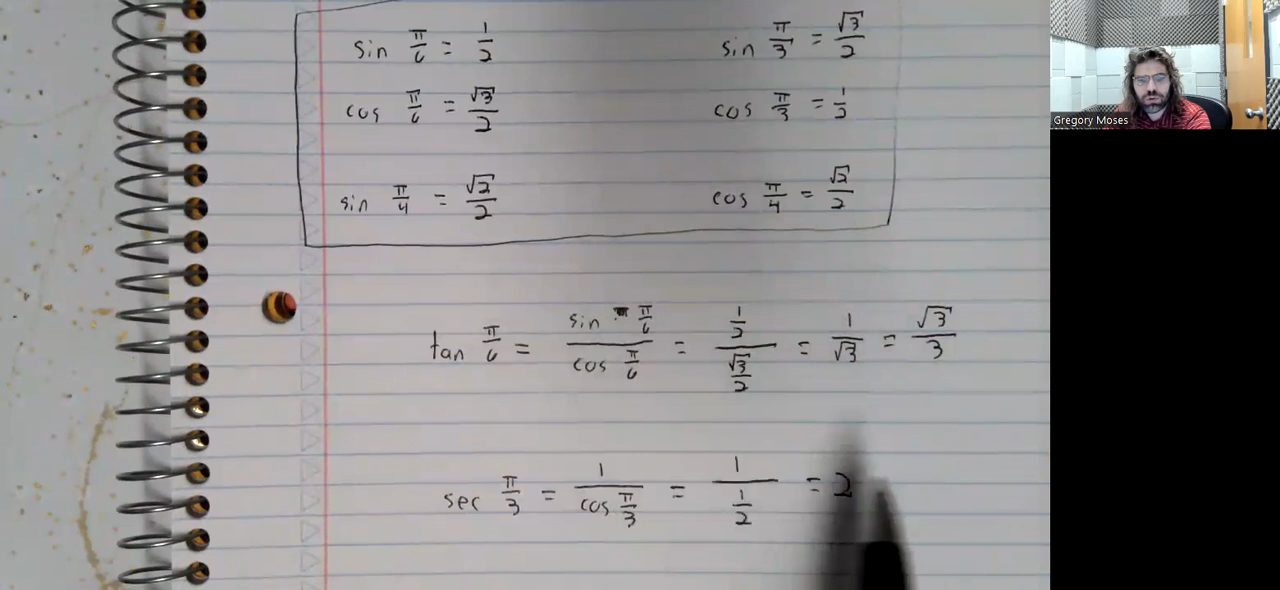 sin π/6 = 1/2    sin π/3 = √3/2
cos π/6 = √3/2    cos π/3 = 1/2
sin π/4 = √2/2    cos π/4 = √2/2
tan π/6 = (sin π/6)/(cos π/6) = (1/2)/(√3/2) = 1/√3 = √3/3
sec π/3 = 1/(cos π/3) = 1/(1/2) = 2
Gregory Moses